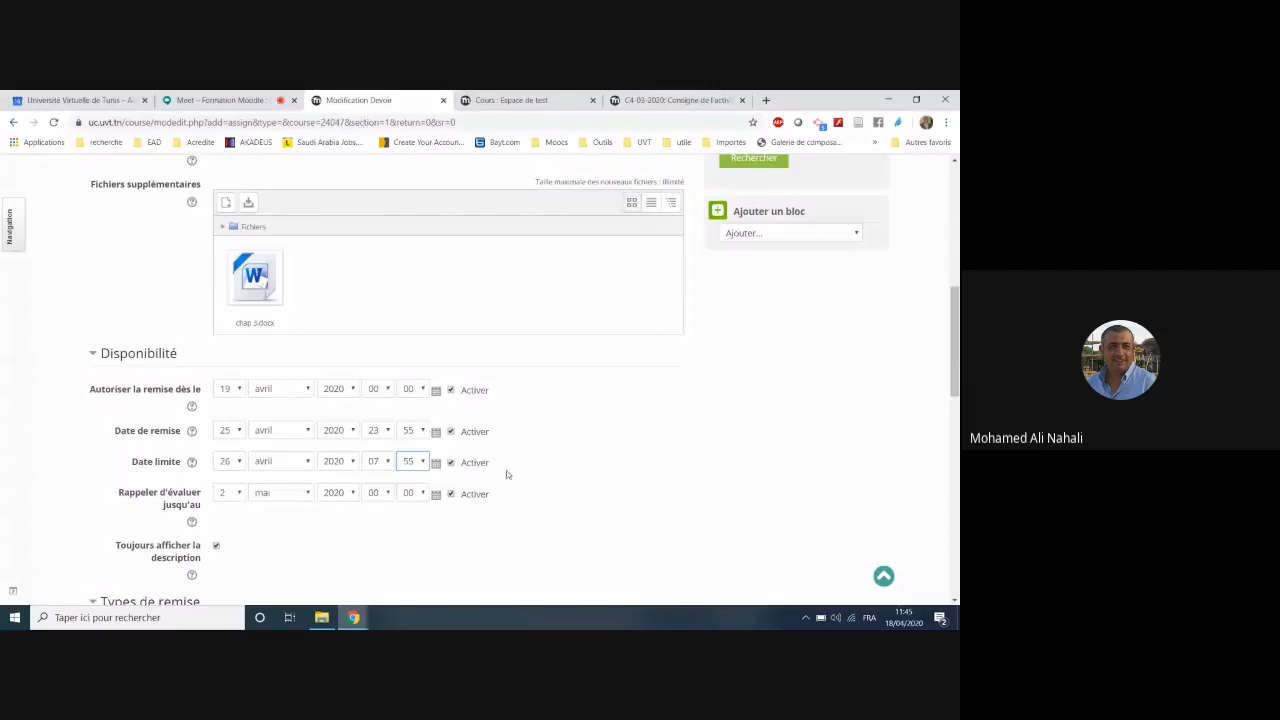 Université Virtuelle de Tunis – A
Meet – Formation Moodle
Modification Devoir
Cours : Espace de test
C4-03-2020: Consigne de l'activi
uc.uvt.tn/course/modedit.php?add=assign&type=&course=24047&section=1&return=0&sr=0
Applications
recherche
EAD
Acredite
AKADEUS
Saudi Arabia Jobs,...
Create Your Accoun...
Bayt.com
Moocs
Outils
UVT
utile
Importés
Galerie de composa...
»
Autres favoris
Navigation
Rechercher
Fichiers supplémentaires
Taille maximale des nouveaux fichiers : Illimité
Fichiers
chap 3.docx
Ajouter un bloc
Ajouter...
Disponibilité
Autoriser la remise dès le
19 avril 2020 00 00 Activer
Date de remise
25 avril 2020 23 55 Activer
Date limite
26 avril 2020 07 55 Activer
Rappeler d'évaluer
jusqu'au
2 mai 2020 00 00 Activer
Toujours afficher la
description
Types de remise
Taper ici pour rechercher
FRA
11:45
18/04/2020
2
Mohamed Ali Nahali